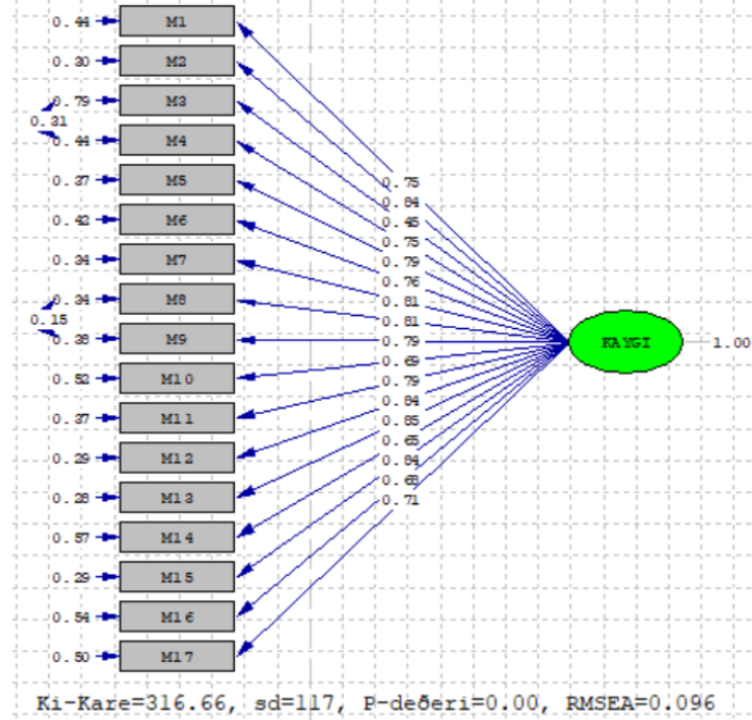 0.44 M1
0.30 M2
0.79 M3
0.31
0.44 M4
0.37 M5
0.42 M6
0.34 M7
0.34 M8
0.15
0.38 M9
0.52 M10
0.37 M11
0.29 M12
0.28 M13
0.57 M14
0.29 M15
0.54 M16
0.50 M17
0.75
0.84
0.45
0.75
0.79
0.76
0.81
0.81
0.79
0.69
0.79
0.84
0.85
0.65
0.84
0.68
0.71
KAYGI 1.00
Ki-Kare=316.66, sd=117, P-deðeri=0.00, RMSEA=0.096